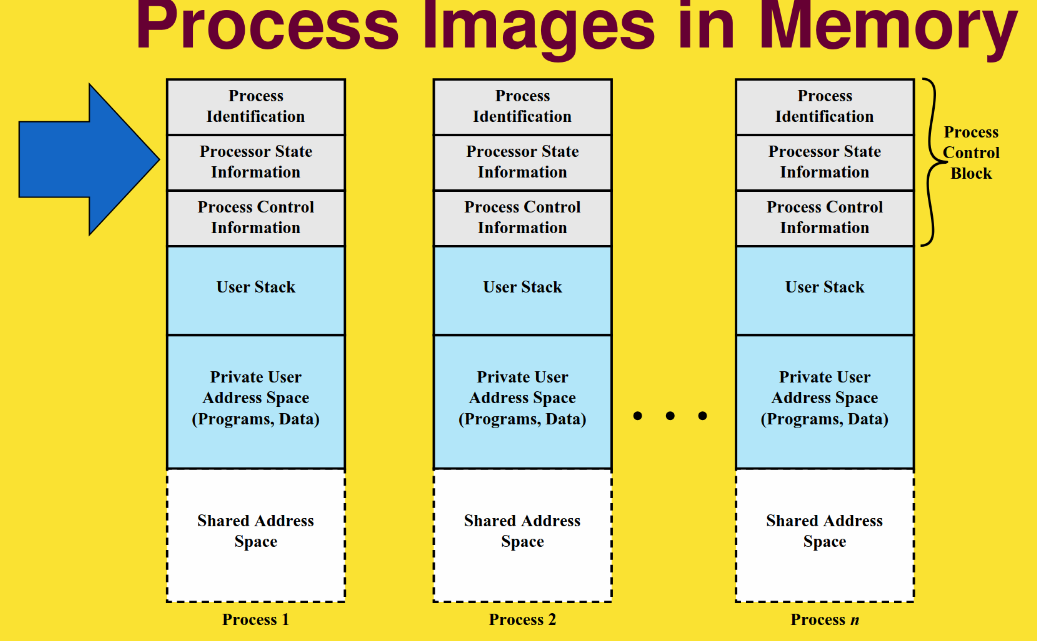 Process Images in Memory
Process
Identification
Processor State
Information
Process Control
Information
User Stack
Private User
Address Space
(Programs, Data)
Shared Address
Space
Process 1
Process
Identification
Processor State
Information
Process Control
Information
User Stack
Private User
Address Space
(Programs, Data)
Shared Address
Space
Process 2
• • •
Process
Identification
Processor State
Information
Process Control
Information
User Stack
Private User
Address Space
(Programs, Data)
Shared Address
Space
Process n
Process
Control
Block